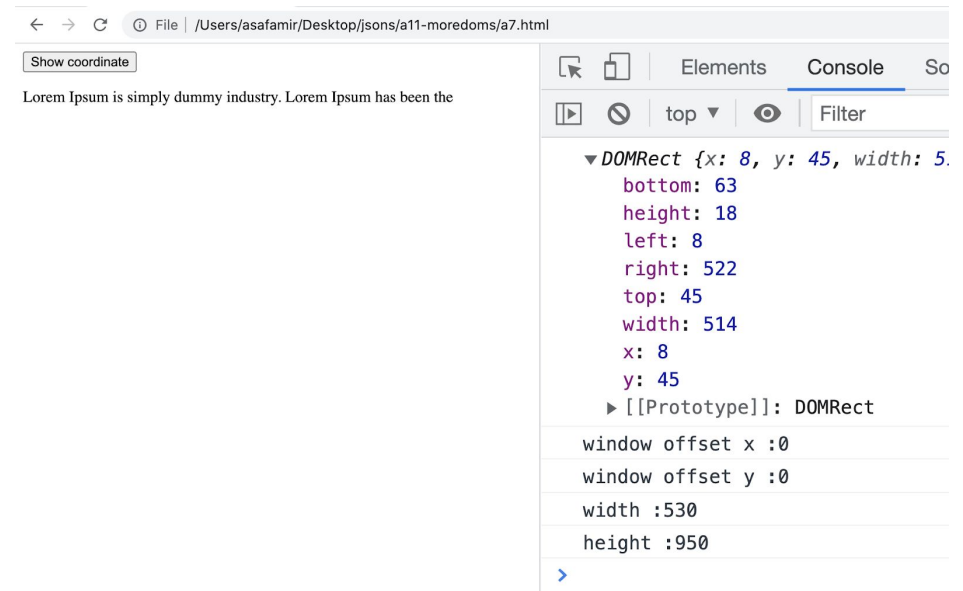 File /Users/asafamir/Desktop/jsons/a11-moredoms/a7.html
Show coordinate
Lorem Ipsum is simply dummy industry. Lorem Ipsum has been the
Elements Console So
top ▼ Filter
▼DOMRect {x: 8, y: 45, width: 5
bottom: 63
height: 18
left: 8
right: 522
top: 45
width: 514
x: 8
y: 45
▶[[Prototype]]: DOMRect
window offset x :0
window offset y :0
width :530
height :950